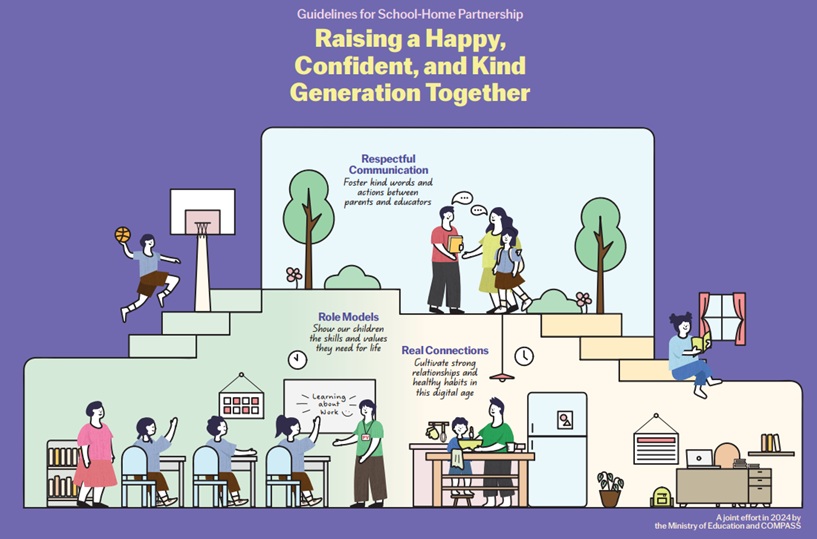 Guidelines for School-Home Partnership
Raising a Happy,
Confident, and Kind
Generation Together
Respectful
Communication
Foster kind words and
actions between
parents and educators
Role Models
Show our children
the skills and values
they need for life
Real Connections
Cultivate strong
relationships and
healthy habits in
this digital age
Learning
about
Work
A joint effort in 2024 by
the Ministry of Education and COMPASS